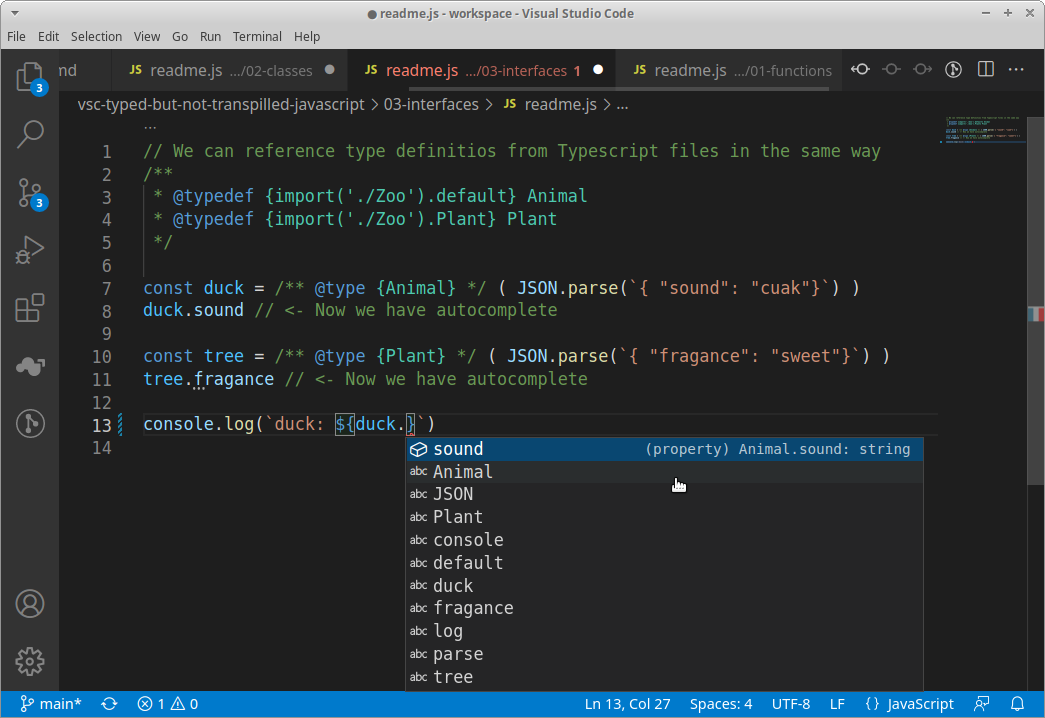 ● readme.js - workspace - Visual Studio Code
File Edit Selection View Go Run Terminal Help
md JS readme.js .../02-classes ● JS readme.js .../03-interfaces 1 ● JS readme.js .../01-functions ...
vsc-typed-but-not-transpilled-javascript > 03-interfaces > JS readme.js > ...
...
1 // We can reference type definitios from Typescript files in the same way
2 /**
3 * @typedef {import('./Zoo').default} Animal
4 * @typedef {import('./Zoo').Plant} Plant
5 */
6
7 const duck = /** @type {Animal} */ ( JSON.parse(`{ "sound": "cuak"}`) )
8 duck.sound // <- Now we have autocomplete
9
10 const tree = /** @type {Plant} */ ( JSON.parse(`{ "fragance": "sweet"}`) )
11 tree.fragance // <- Now we have autocomplete
12
13 console.log(`duck: ${duck.}`)
14
sound (property) Animal.sound: string
abc Animal
abc JSON
abc Plant
abc console
abc default
abc duck
abc fragance
abc log
abc parse
abc tree
3
3
main* 1 0 Ln 13, Col 27 Spaces: 4 UTF-8 LF {} JavaScript